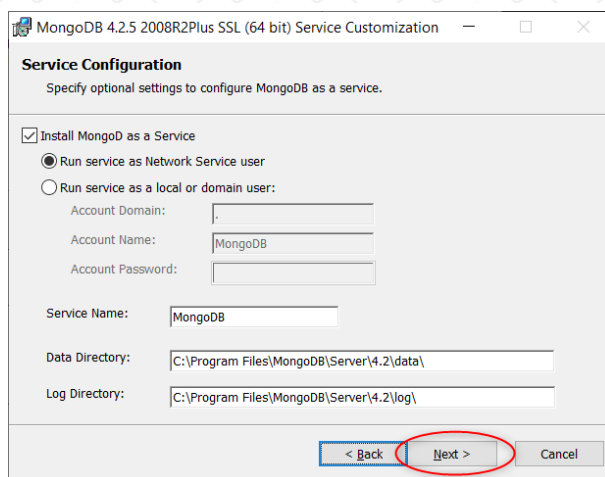 MongoDB 4.2.5 2008R2Plus SSL (64 bit) Service Customization
Service Configuration
Specify optional settings to configure MongoDB as a service.
Install MongoD as a Service
Run service as Network Service user
Run service as a local or domain user:
Account Domain: .
Account Name: MongoDB
Account Password:
Service Name: MongoDB
Data Directory: C:\Program Files\MongoDB\Server\4.2\data\
Log Directory: C:\Program Files\MongoDB\Server\4.2\log\
< Back Next > Cancel